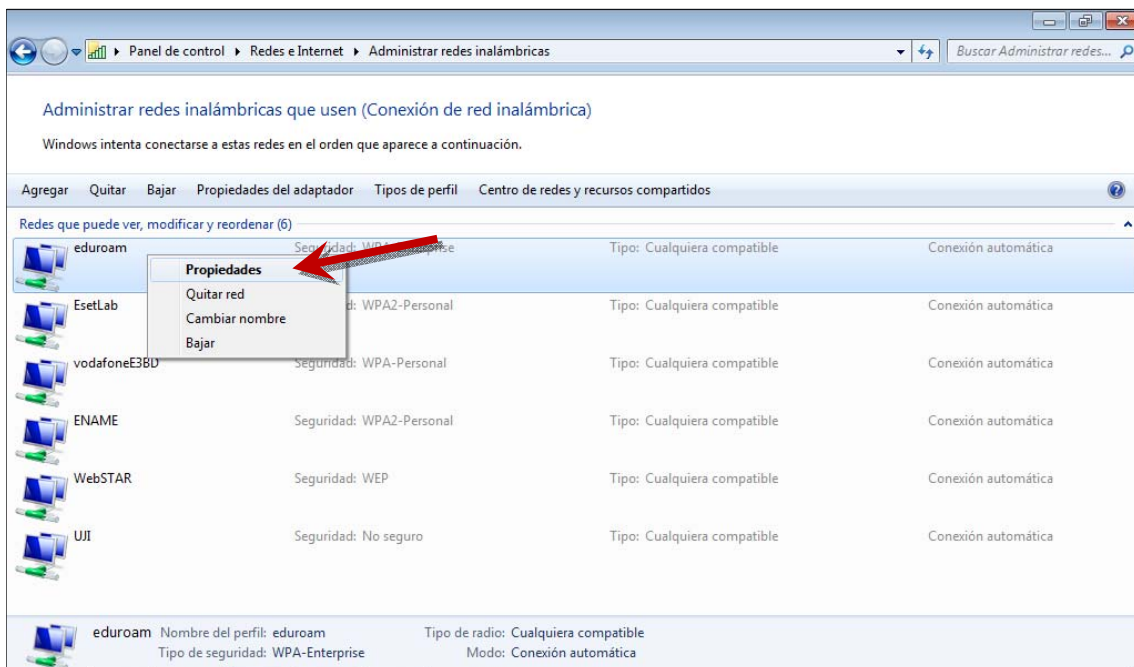 Panel de control ▸ Redes e Internet ▸ Administrar redes inalámbricas
Buscar Administrar redes...
Administrar redes inalámbricas que usen (Conexión de red inalámbrica)
Windows intenta conectarse a estas redes en el orden que aparece a continuación.
Agregar Quitar Bajar Propiedades del adaptador Tipos de perfil Centro de redes y recursos compartidos
Redes que puede ver, modificar y reordenar (6)
eduroam Seguridad: WPA-Enterprise Tipo: Cualquiera compatible Conexión automática
Propiedades
Quitar red
EsetLab WPA2-Personal Tipo: Cualquiera compatible Conexión automática
Cambiar nombre
Bajar
vodafoneE3BD Seguridad: WPA-Personal Tipo: Cualquiera compatible Conexión automática
ENAME Seguridad: WPA2-Personal Tipo: Cualquiera compatible Conexión automática
WebSTAR Seguridad: WEP Tipo: Cualquiera compatible Conexión automática
UJI Seguridad: No seguro Tipo: Cualquiera compatible Conexión automática
eduroam Nombre del perfil: eduroam Tipo de radio: Cualquiera compatible
Tipo de seguridad: WPA-Enterprise Modo: Conexión automática